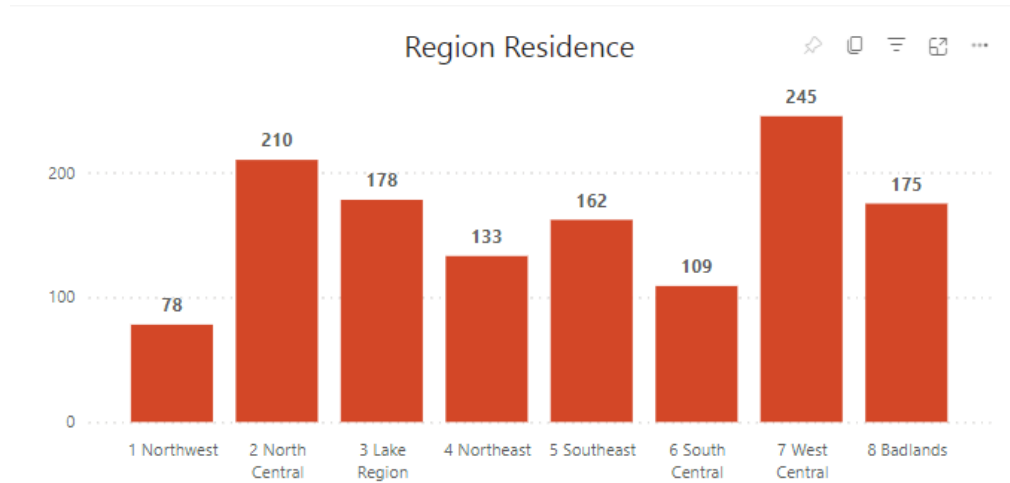 Region Residence
245
210
200
178
175
162
133
109
100
78
0
1 Northwest
2 North
Central
3 Lake
Region
4 Northeast
5 Southeast
6 South
Central
7 West
Central
8 Badlands